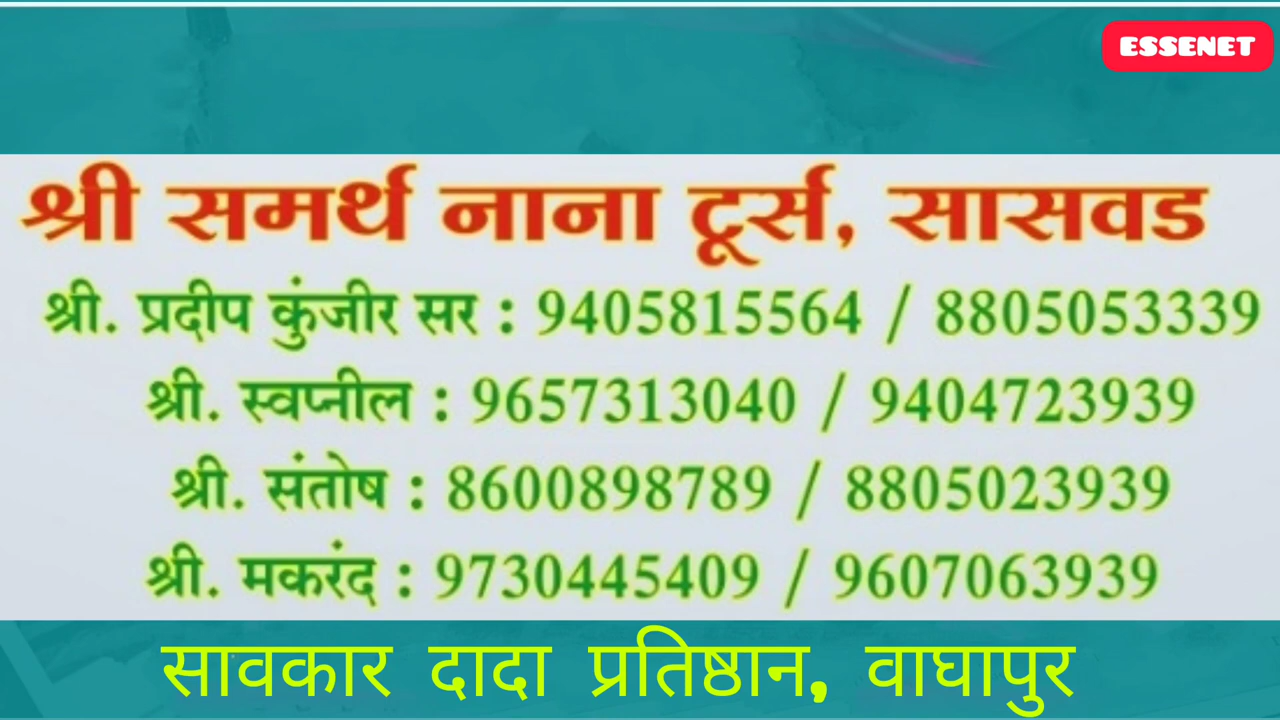 ESSENET
श्री समर्थ नाना टूर्स, सासवड
श्री. प्रदीप कुंजीर सर : 9405815564 / 8805053339
श्री. स्वप्नील : 9657313040 / 9404723939
श्री. संतोष : 8600898789 / 8805023939
श्री. मकरंद : 9730445409 / 9607063939
सावकार दादा प्रतिष्ठान, वाघापुर